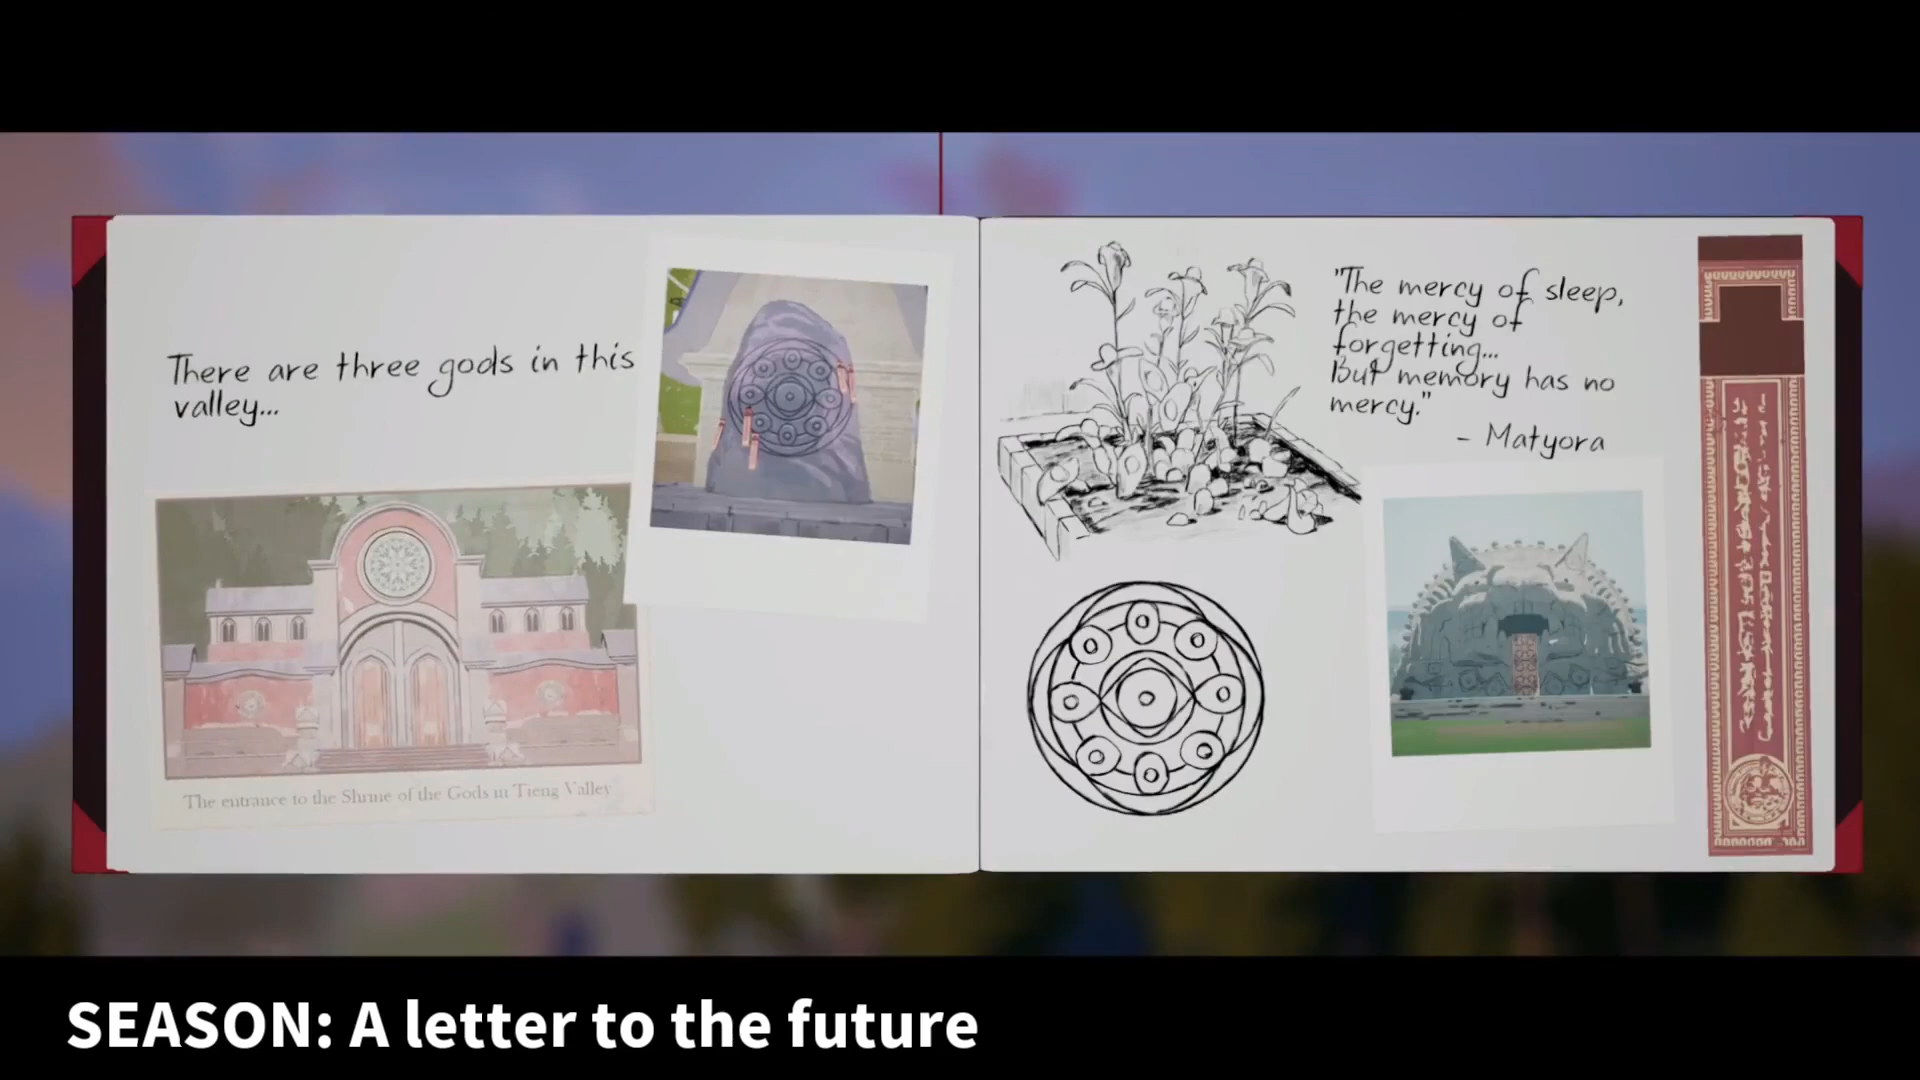 There are three gods in this
valley...
The entrance to the Shrine of the Gods in Tieng Valley
"The mercy of sleep,
the mercy of
forgetting...
But memory has no
mercy."
- Matyora
SEASON: A letter to the future